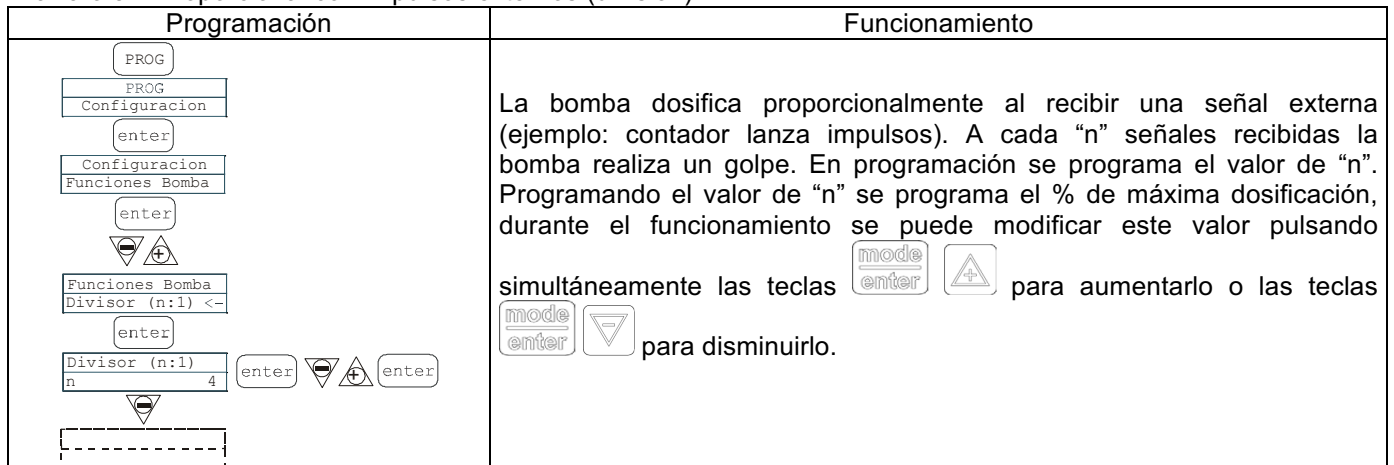 Programación
Funcionamiento
PROG
PROG
Configuracion
enter
Configuracion
Funciones Bomba
enter
Funciones Bomba
Divisor (n:1) <-
enter
Divisor (n:1)
n 4
enter enter
La bomba dosifica proporcionalmente al recibir una señal externa
(ejemplo: contador lanza impulsos). A cada “n” señales recibidas la
bomba realiza un golpe. En programación se programa el valor de “n”.
Programando el valor de “n” se programa el % de máxima dosificación,
durante el funcionamiento se puede modificar este valor pulsando
simultáneamente las teclas mode enter para aumentarlo o las teclas
mode enter para disminuirlo.